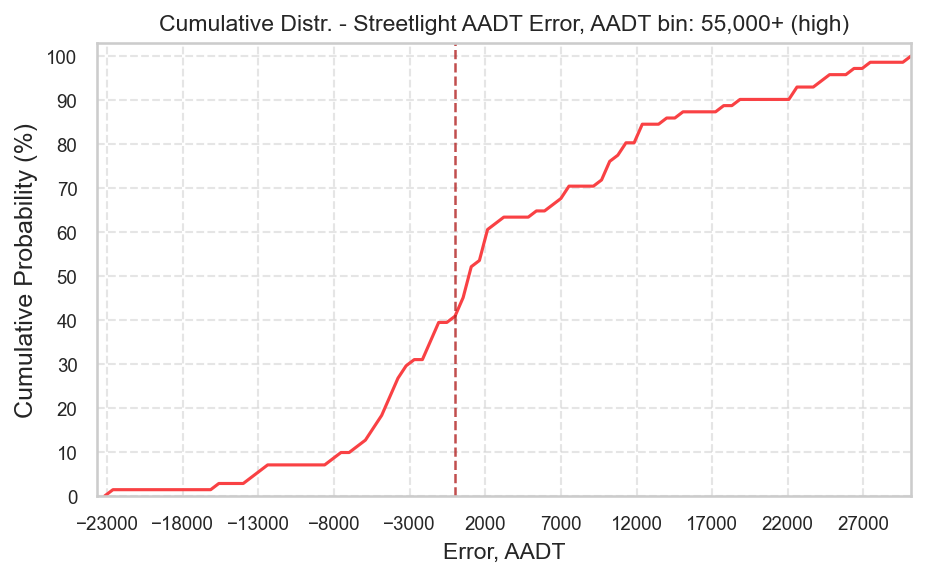 Cumulative Distr. - Streetlight AADT Error, AADT bin: 55,000+ (high)
Cumulative Probability (%)
100
90
80
70
60
50
40
30
20
10
0
−23000 −18000 −13000 −8000 −3000 2000 7000 12000 17000 22000 27000
Error, AADT